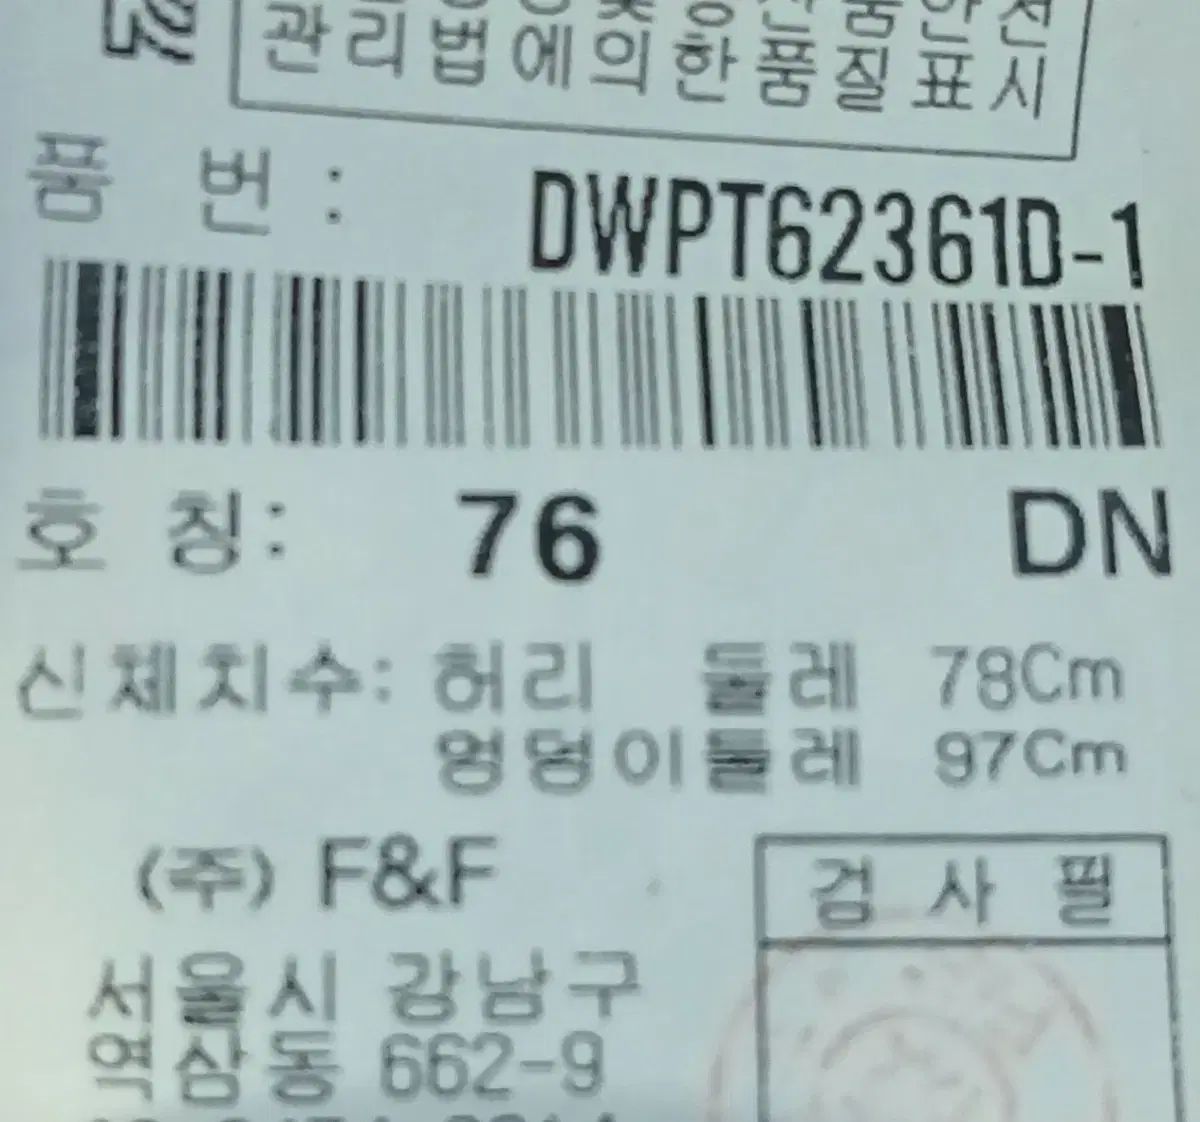 관리법에의한품질표시
품 번 : DWPT62361D-1
호 칭: 76 DN
신체치수: 허리 둘레 78Cm
엉덩이둘레 97Cm
(주) F&F
검사필
서울시 강남구
역삼동 662-9